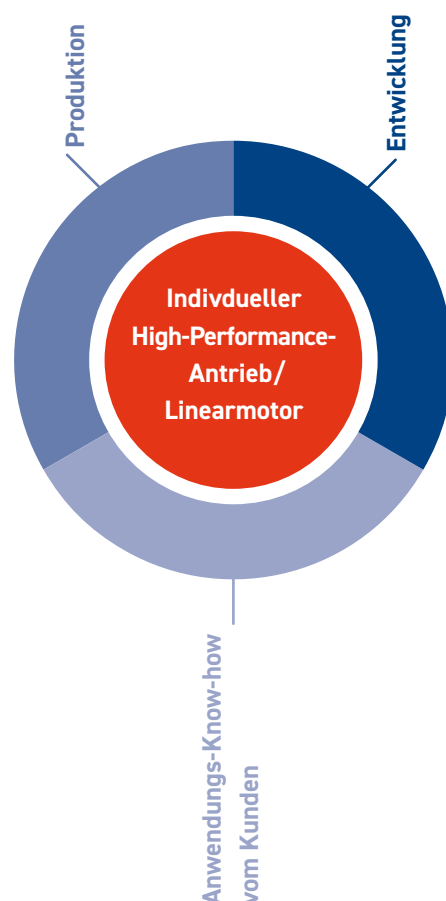 Produktion
Entwicklung
Indivdueller
High-Performance-
Antrieb/
Linearmotor
Anwendungs-Know-how
vom Kunden